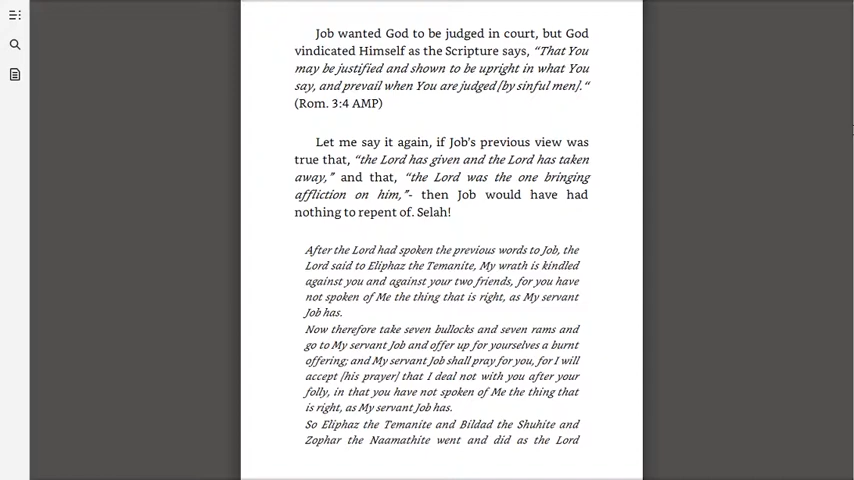 Job wanted God to be judged in court, but God
vindicated Himself as the Scripture says, “That You
may be justified and shown to be upright in what You
say, and prevail when You are judged [by sinful men].“
(Rom. 3:4 AMP)
Let me say it again, if Job’s previous view was
true that, “the Lord has given and the Lord has taken
away,” and that, “the Lord was the one bringing
affliction on him,”- then Job would have had
nothing to repent of. Selah!
After the Lord had spoken the previous words to Job, the
Lord said to Eliphaz the Temanite, My wrath is kindled
against you and against your two friends, for you have
not spoken of Me the thing that is right, as My servant
Job has.
Now therefore take seven bullocks and seven rams and
go to My servant Job and offer up for yourselves a burnt
offering; and My servant Job shall pray for you, for I will
accept [his prayer] that I deal not with you after your
folly, in that you have not spoken of Me the thing that
is right, as My servant Job has.
So Eliphaz the Temanite and Bildad the Shuhite and
Zophar the Naamathite went and did as the Lord